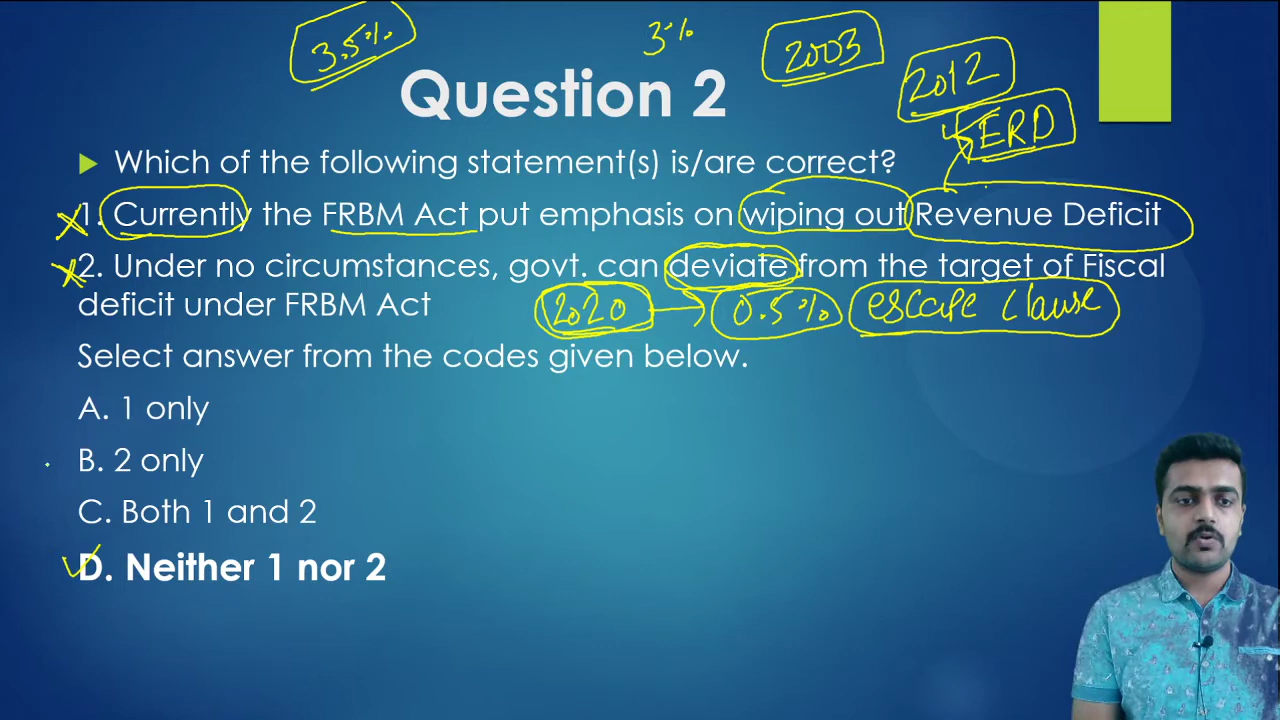 3.5%
3%
2003
2012
ERD
Question 2
Which of the following statement(s) is/are correct?
1. Currently the FRBM Act put emphasis on wiping out Revenue Deficit
2. Under no circumstances, govt. can deviate from the target of Fiscal
deficit under FRBM Act
2020 → 0.5% escape clause
Select answer from the codes given below.
A. 1 only
B. 2 only
C. Both 1 and 2
D. Neither 1 nor 2